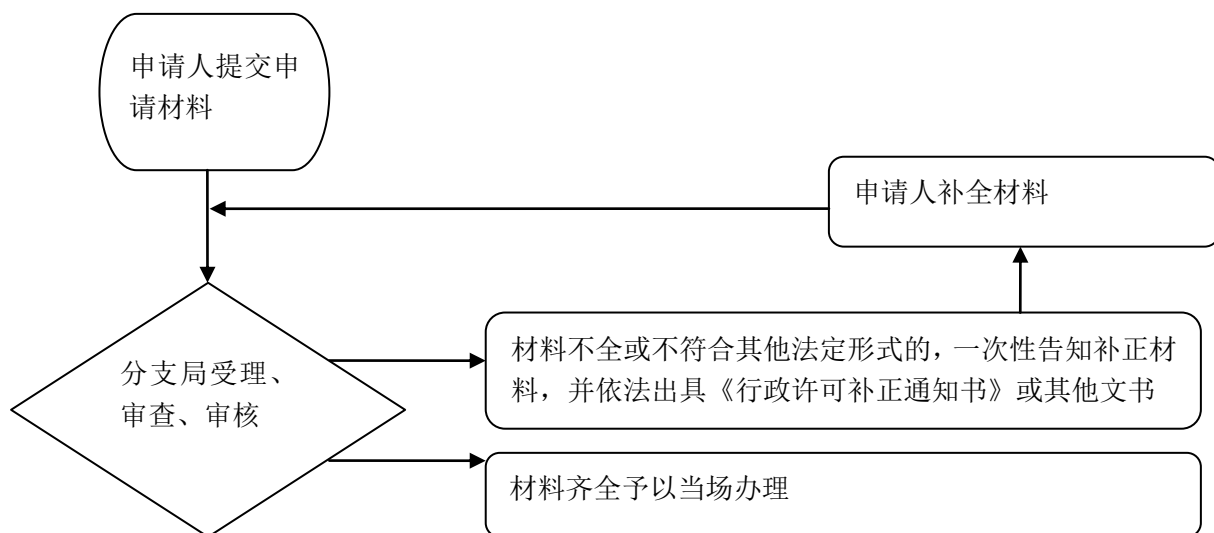 申请人提交申
请材料
申请人补全材料
材料不全或不符合其他法定形式的，一次性告知补正材
料，并依法出具《行政许可补正通知书》或其他文书
分支局受理、
审查、审核
材料齐全予以当场办理